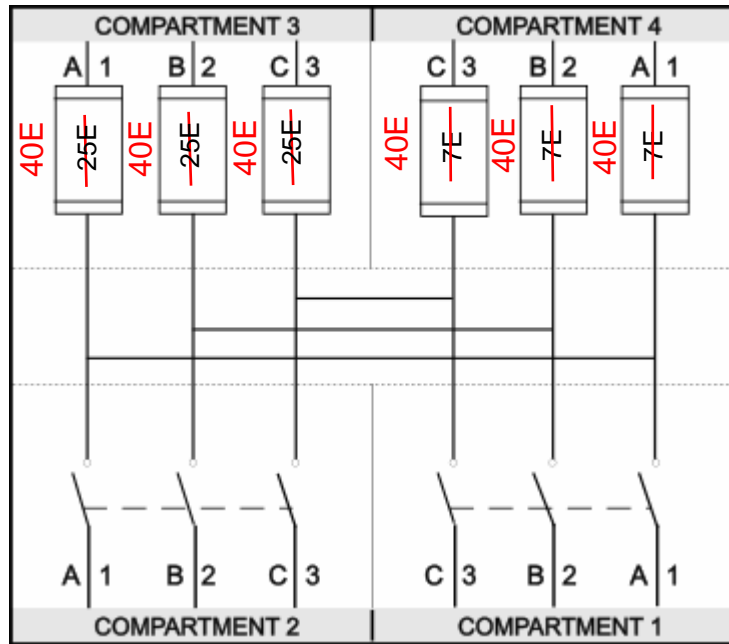 COMPARTMENT 3 COMPARTMENT 4
A 1 B 2 C 3 C 3 B 2 A 1
40E 25E 40E 25E 40E 25E 40E 7E 40E 7E 40E 7E
A 1 B 2 C 3 C 3 B 2 A 1
COMPARTMENT 2 COMPARTMENT 1